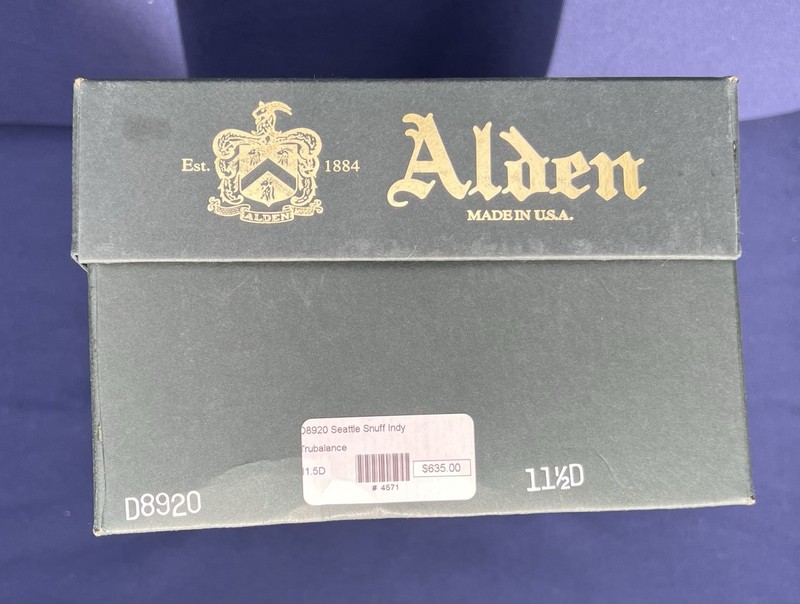 Est.
1884
ALDEN
Alden
MADE IN U.S.A.
D8920 Seattle Snuff Indy
Trubalance
11.5D
$635.00
# 4571
D8920
11½D